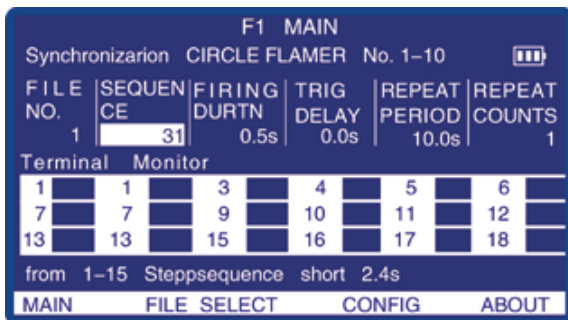 F1 MAIN
Synchronizarion CIRCLE FLAMER No. 1–10
FILE SEQUEN FIRING TRIG REPEAT REPEAT
NO. CE DURTN DELAY PERIOD COUNTS
1 31 0.5s 0.0s 10.0s 1
Terminal Monitor
1 1 3 4 5 6
7 7 9 10 11 12
13 13 15 16 17 18
from 1–15 Steppsequence short 2.4s
MAIN FILE SELECT CONFIG ABOUT